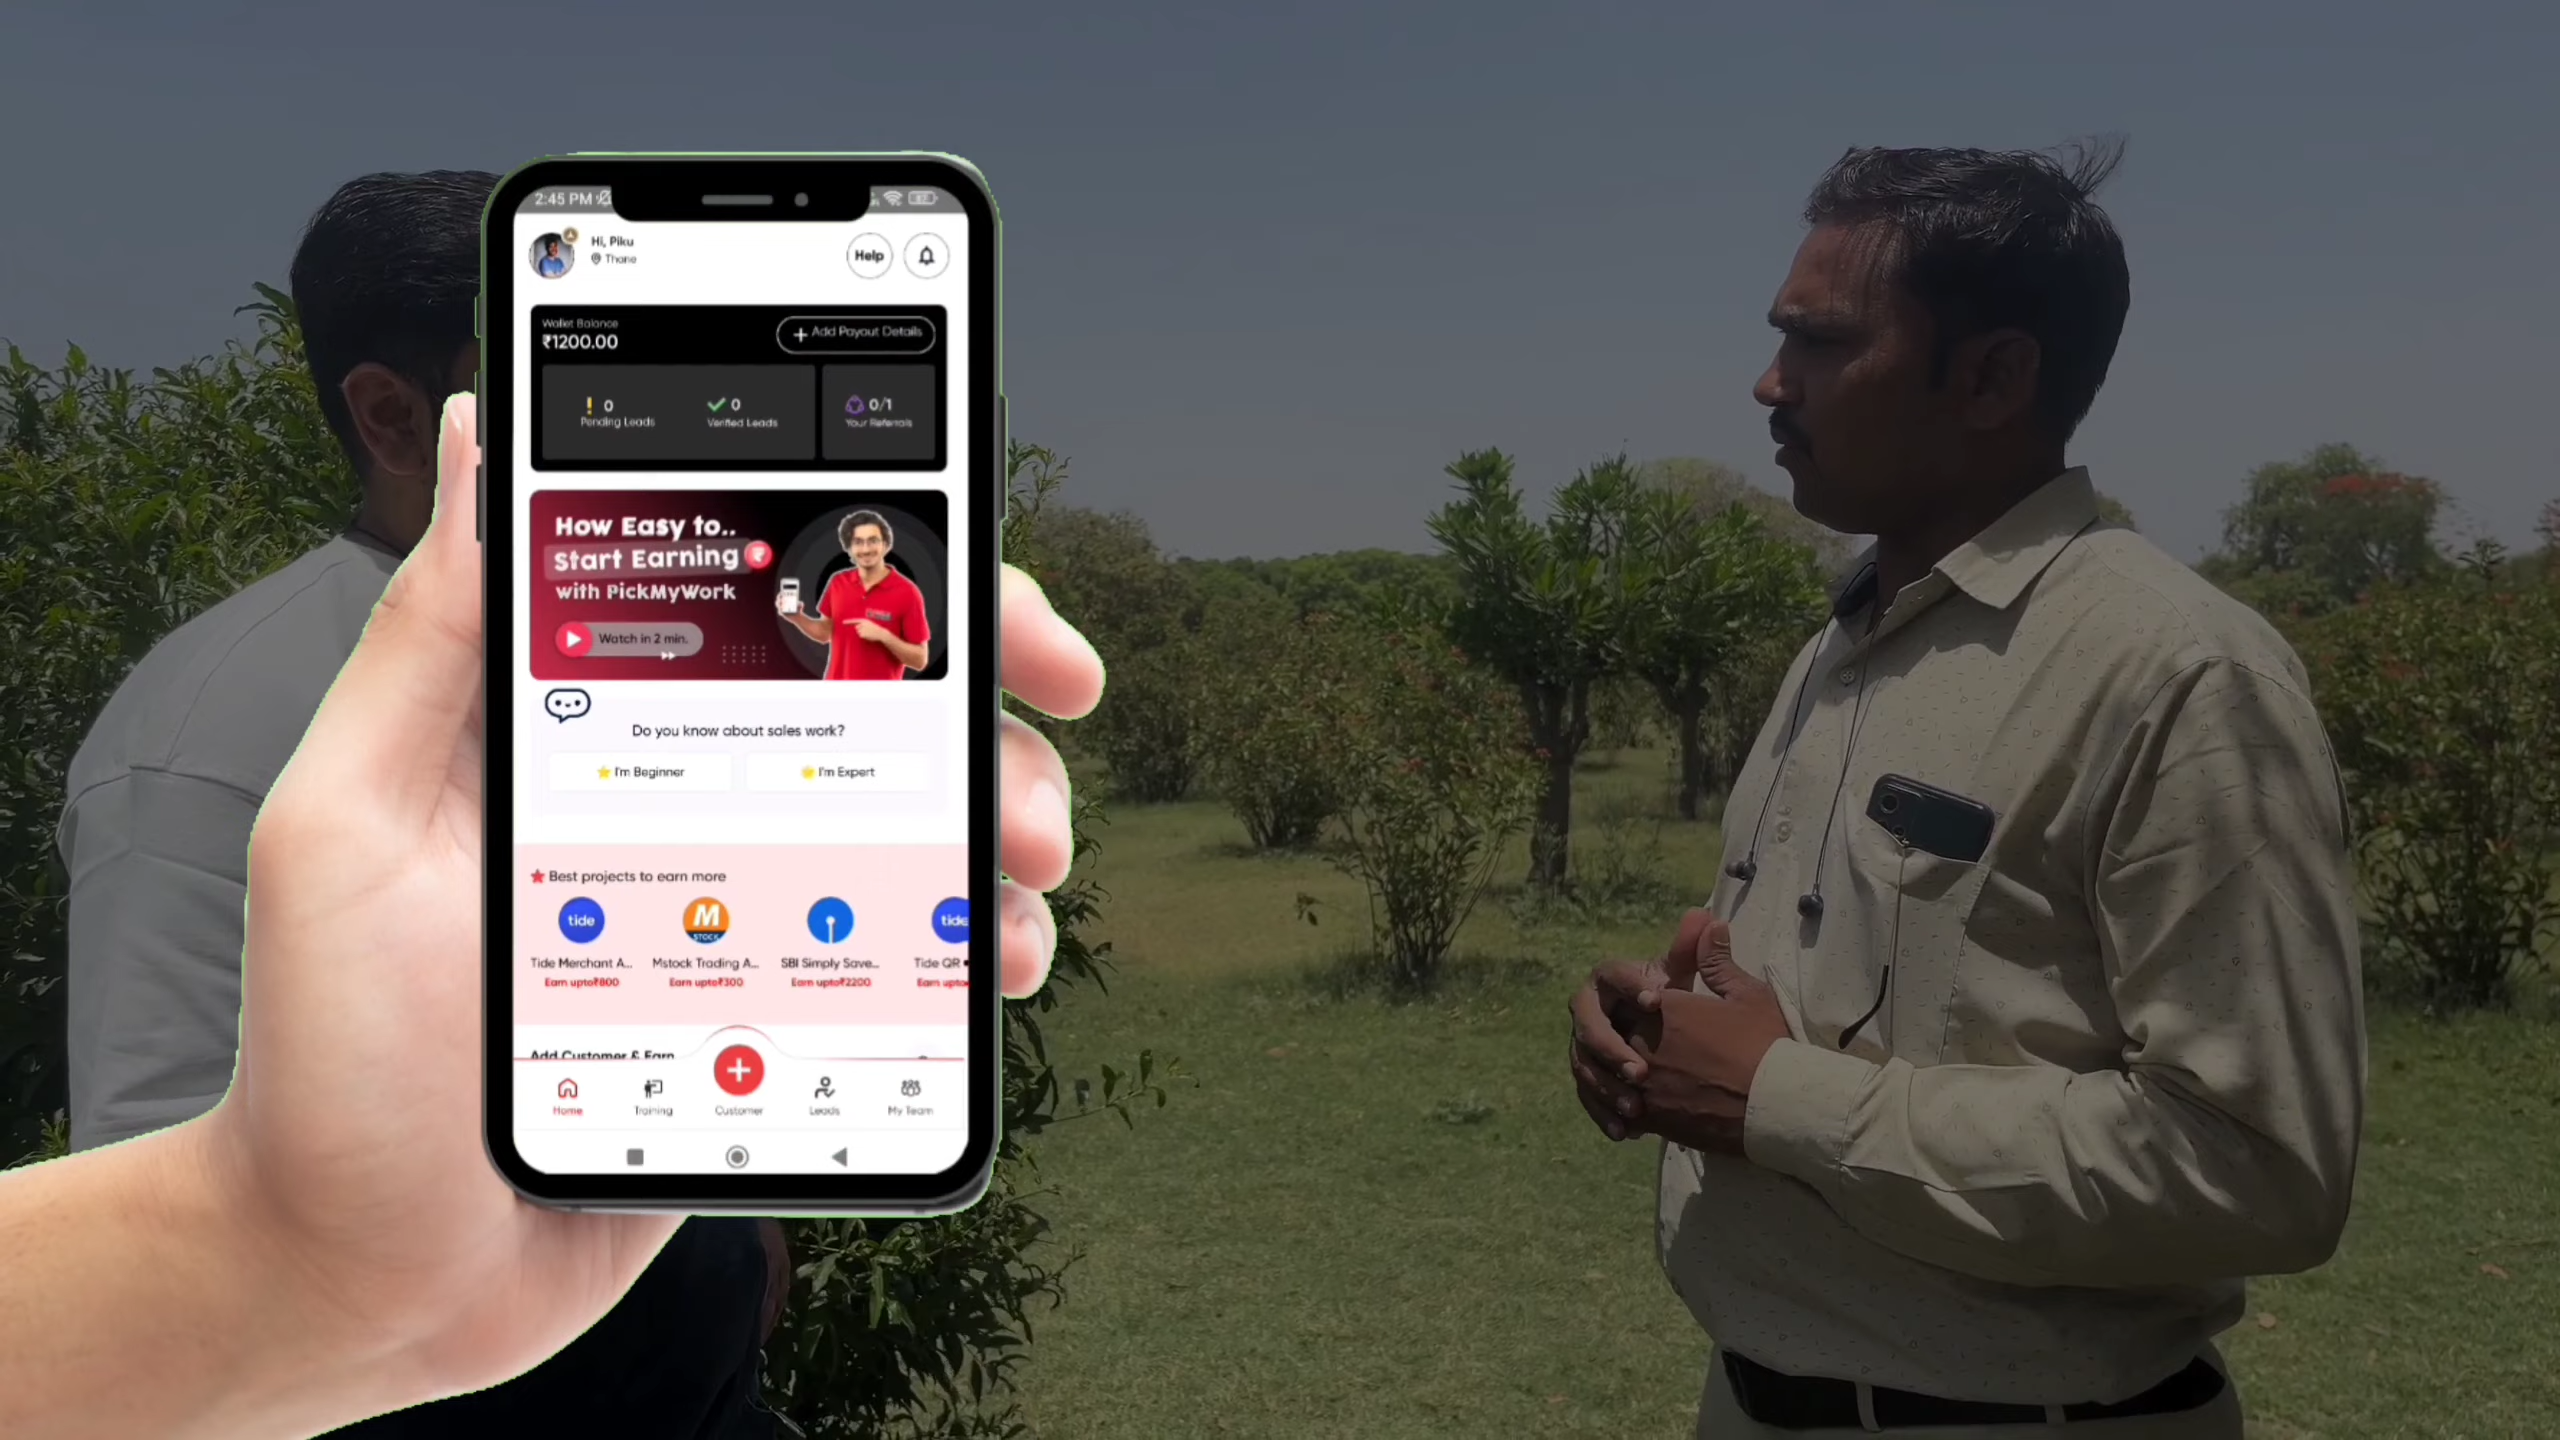 2:45 PM
Hi, Piku
Thane
Help
Wallet Balance
₹1200.00
+ Add Payout Details
0
Pending Leads
0
Verified Leads
0/1
Your Referrals
How Easy to..
Start Earning ₹
with PickMyWork
Watch in 2 min.
Do you know about sales work?
I'm Beginner
I'm Expert
Best projects to earn more
tide
M
STOCK
tide
Tide Merchant A...
Mstock Trading A...
SBI Simply Save...
Tide QR
Earn upto₹800
Earn upto₹300
Earn upto₹2200
Earn upto
Add Customer & Earn
Home
Training
Customer
Leads
My Team